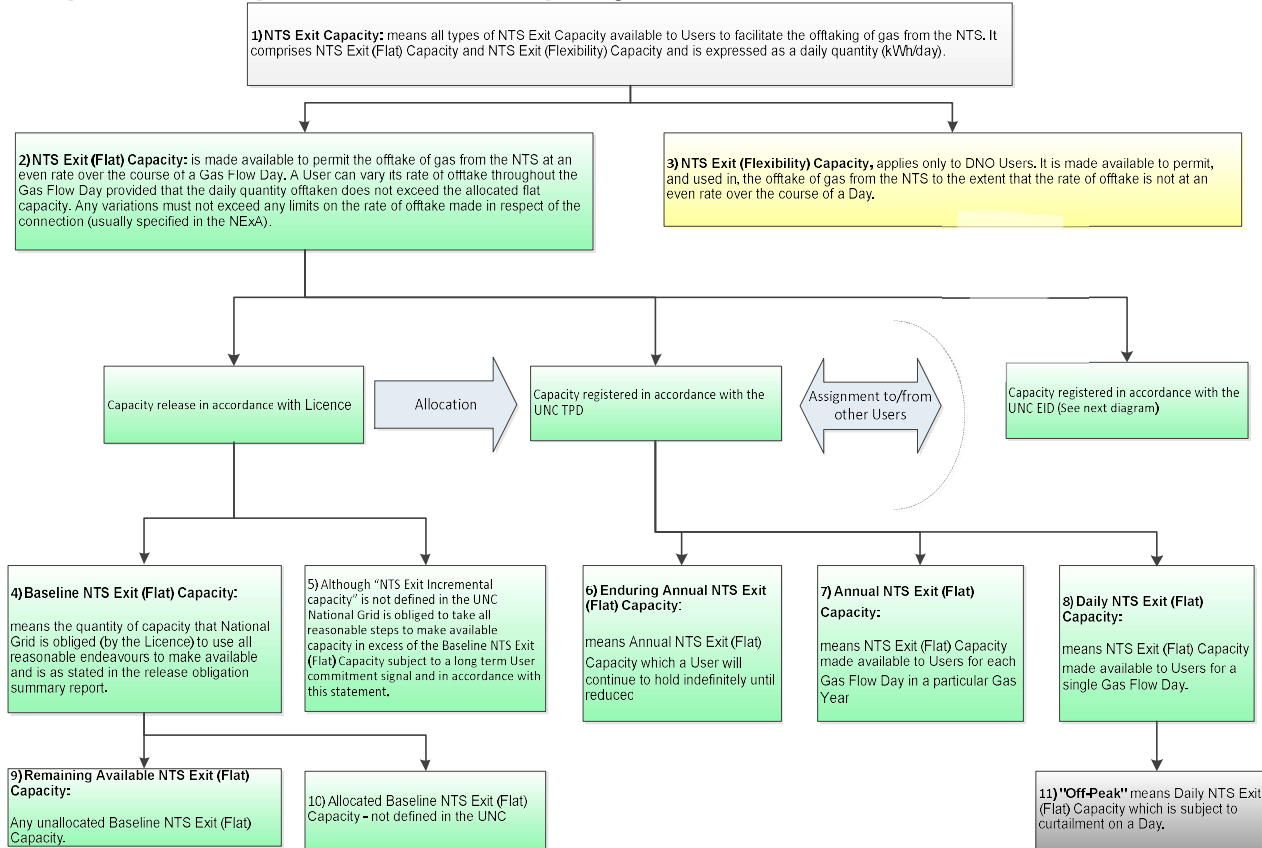 1) NTS Exit Capacity: means all types of NTS Exit Capacity available to Users to facilitate the offtaking of gas from the NTS. It
comprises NTS Exit (Flat) Capacity and NTS Exit (Flexibility) Capacity and is expressed as a daily quantity (kWh/day).
2) NTS Exit (Flat) Capacity: is made available to permit the offtake of gas from the NTS at an
even rate over the course of a Gas Flow Day. A User can vary its rate of offtake throughout the
Gas Flow Day provided that the daily quantity offtaken does not exceed the allocated flat
capacity. Any variations must not exceed any limits on the rate of offtake made in respect of the
connection (usually specified in the NExA).
3) NTS Exit (Flexibility) Capacity, applies only to DNO Users. It is made available to permit,
and used in, the offtake of gas from the NTS to the extent that the rate of offtake is not at an
even rate over the course of a Day.
Capacity release in accordance with Licence
Allocation
Capacity registered in accordance with the
UNC TPD
Assignment to/from
other Users
Capacity registered in accordance with the
UNC EID (See next diagram)
4) Baseline NTS Exit (Flat) Capacity:
means the quantity of capacity that National
Grid is obliged (by the Licence) to use all
reasonable endeavours to make available
and is as stated in the release obligation
summary report.
5) Although "NTS Exit Incremental
capacity" is not defined in the UNC
National Grid is obliged to take all
reasonable steps to make available
capacity in excess of the Baseline NTS Exit
(Flat) Capacity subject to a long term User
commitment signal and in accordance with
this statement.
6) Enduring Annual NTS Exit
(Flat) Capacity:
means Annual NTS Exit (Flat)
Capacity which a User will
continue to hold indefinitely until
reduced
7) Annual NTS Exit (Flat)
Capacity:
means NTS Exit (Flat) Capacity
made available to Users for each
Gas Flow Day in a particular Gas
Year
8) Daily NTS Exit (Flat)
Capacity:
means NTS Exit (Flat) Capacity
made available to Users for a
single Gas Flow Day.
9) Remaining Available NTS Exit (Flat)
Capacity:
Any unallocated Baseline NTS Exit (Flat)
Capacity.
10) Allocated Baseline NTS Exit (Flat)
Capacity - not defined in the UNC
11) "Off-Peak" means Daily NTS Exit
(Flat) Capacity which is subject to
curtailment on a Day.